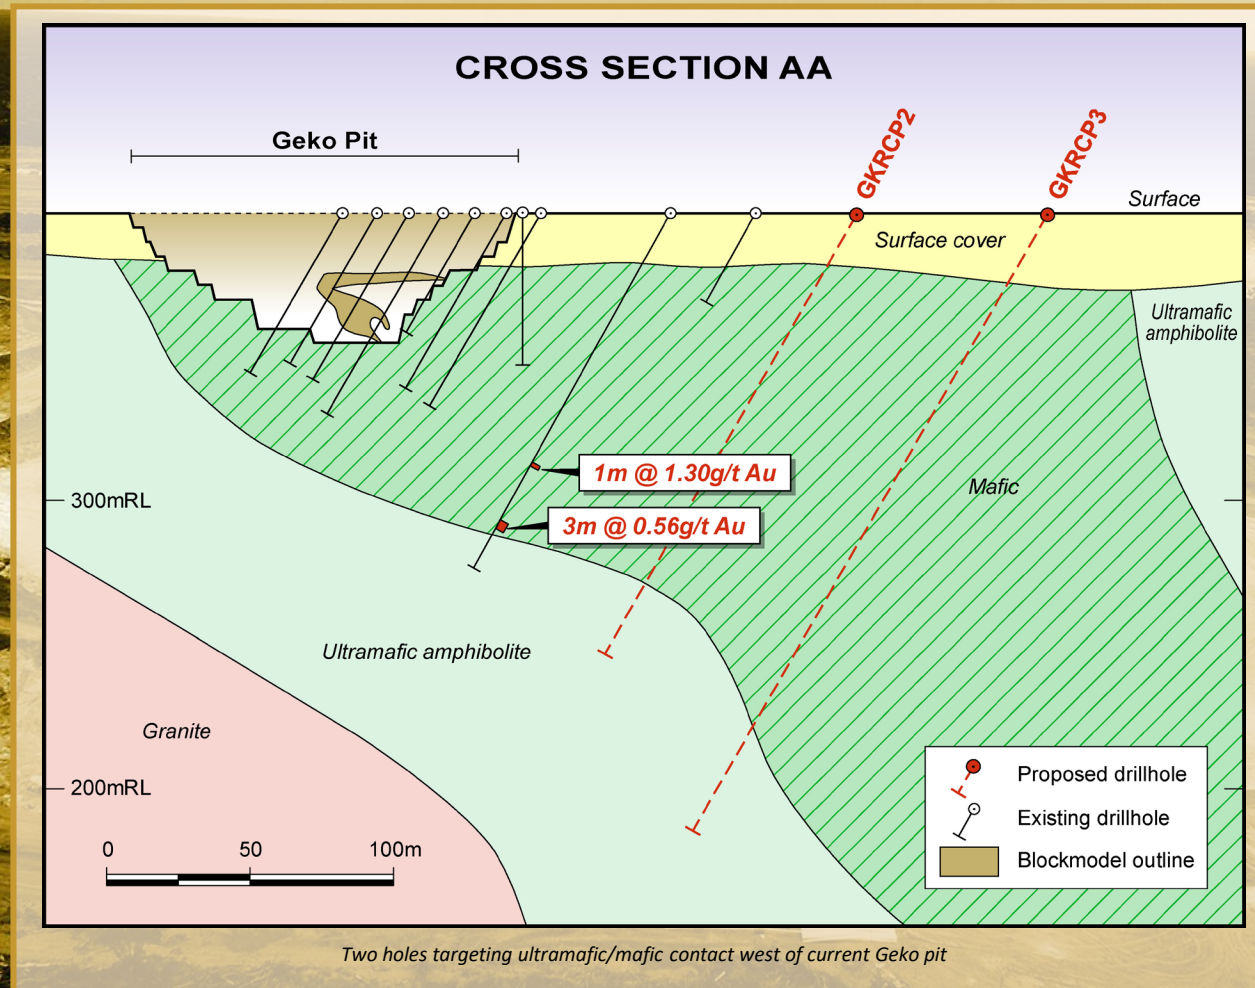 CROSS SECTION AA
Geko Pit
GKRCP2
GKRCP3
Surface
Surface cover
Ultramafic
amphibolite
1m @ 1.30g/t Au
Mafic
300mRL
3m @ 0.56g/t Au
Ultramafic amphibolite
Granite
200mRL
Proposed drillhole
Existing drillhole
Blockmodel outline
0 50 100m
Two holes targeting ultramafic/mafic contact west of current Geko pit